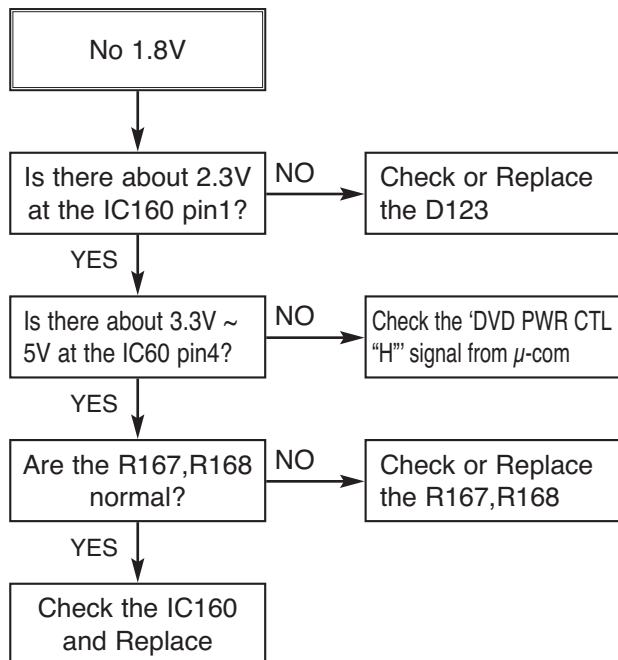 No 1.8V
Is there about 2.3V
at the IC160 pin1?
NO
Check or Replace
the D123
YES
Is there about 3.3V ~
5V at the IC60 pin4?
NO
Check the ‘DVD PWR CTL
“H”’ signal from µ-com
YES
Are the R167,R168
normal?
NO
Check or Replace
the R167,R168
YES
Check the IC160
and Replace